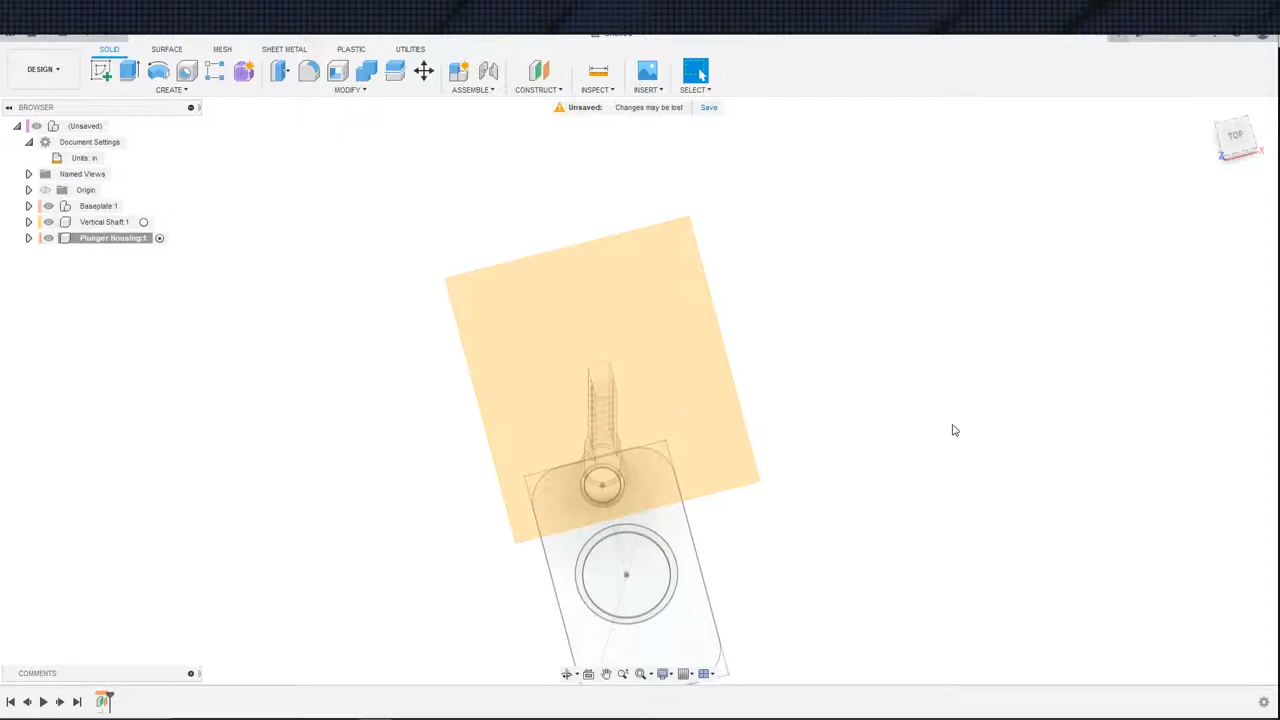 SOLID SURFACE MESH SHEET METAL PLASTIC UTILITIES
DESIGN
CREATE MODIFY ASSEMBLE CONSTRUCT INSPECT INSERT SELECT
BROWSER
Unsaved: Changes may be lost Save
(Unsaved)
Document Settings
Units: in
Named Views
Origin
Baseplate:1
Vertical Shaft:1
Plunger Housing:1
TOP
Z X
COMMENTS